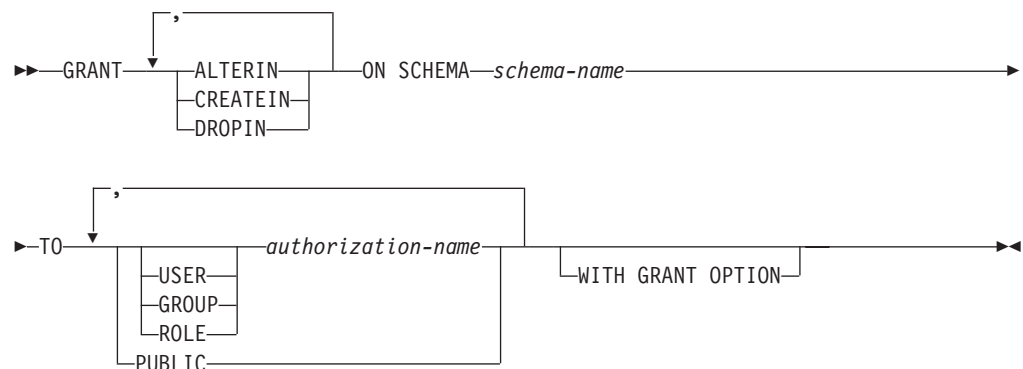 ,
GRANT ALTERIN ON SCHEMA schema-name
CREATEIN
DROPIN
,
TO authorization-name
USER WITH GRANT OPTION
GROUP
ROLE
PUBLIC